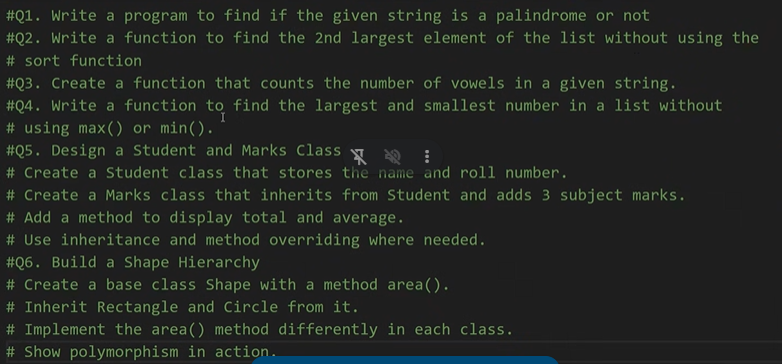 #Q1. Write a program to find if the given string is a palindrome or not
#Q2. Write a function to find the 2nd largest element of the list without using the
# sort function
#Q3. Create a function that counts the number of vowels in a given string.
#Q4. Write a function to find the largest and smallest number in a list without
# using max() or min().
#Q5. Design a Student and Marks Class
# Create a Student class that stores the name and roll number.
# Create a Marks class that inherits from Student and adds 3 subject marks.
# Add a method to display total and average.
# Use inheritance and method overriding where needed.
#Q6. Build a Shape Hierarchy
# Create a base class Shape with a method area().
# Inherit Rectangle and Circle from it.
# Implement the area() method differently in each class.
# Show polymorphism in action.